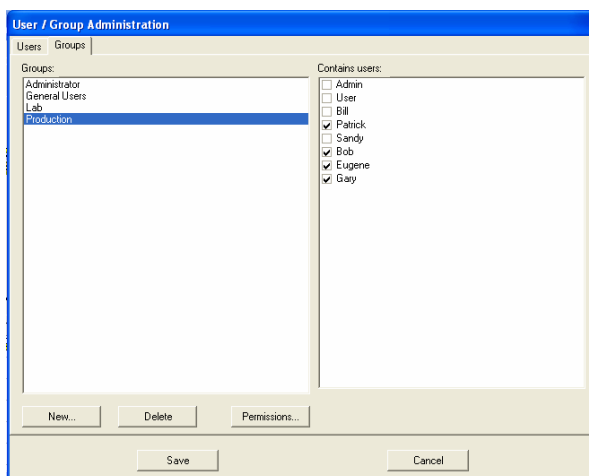 User / Group Administration
Users Groups
Groups:
Administrator
General Users
Lab
Production
Contains users:
Admin
User
Bill
Patrick
Sandy
Bob
Eugene
Gary
New... Delete Permissions...
Save Cancel